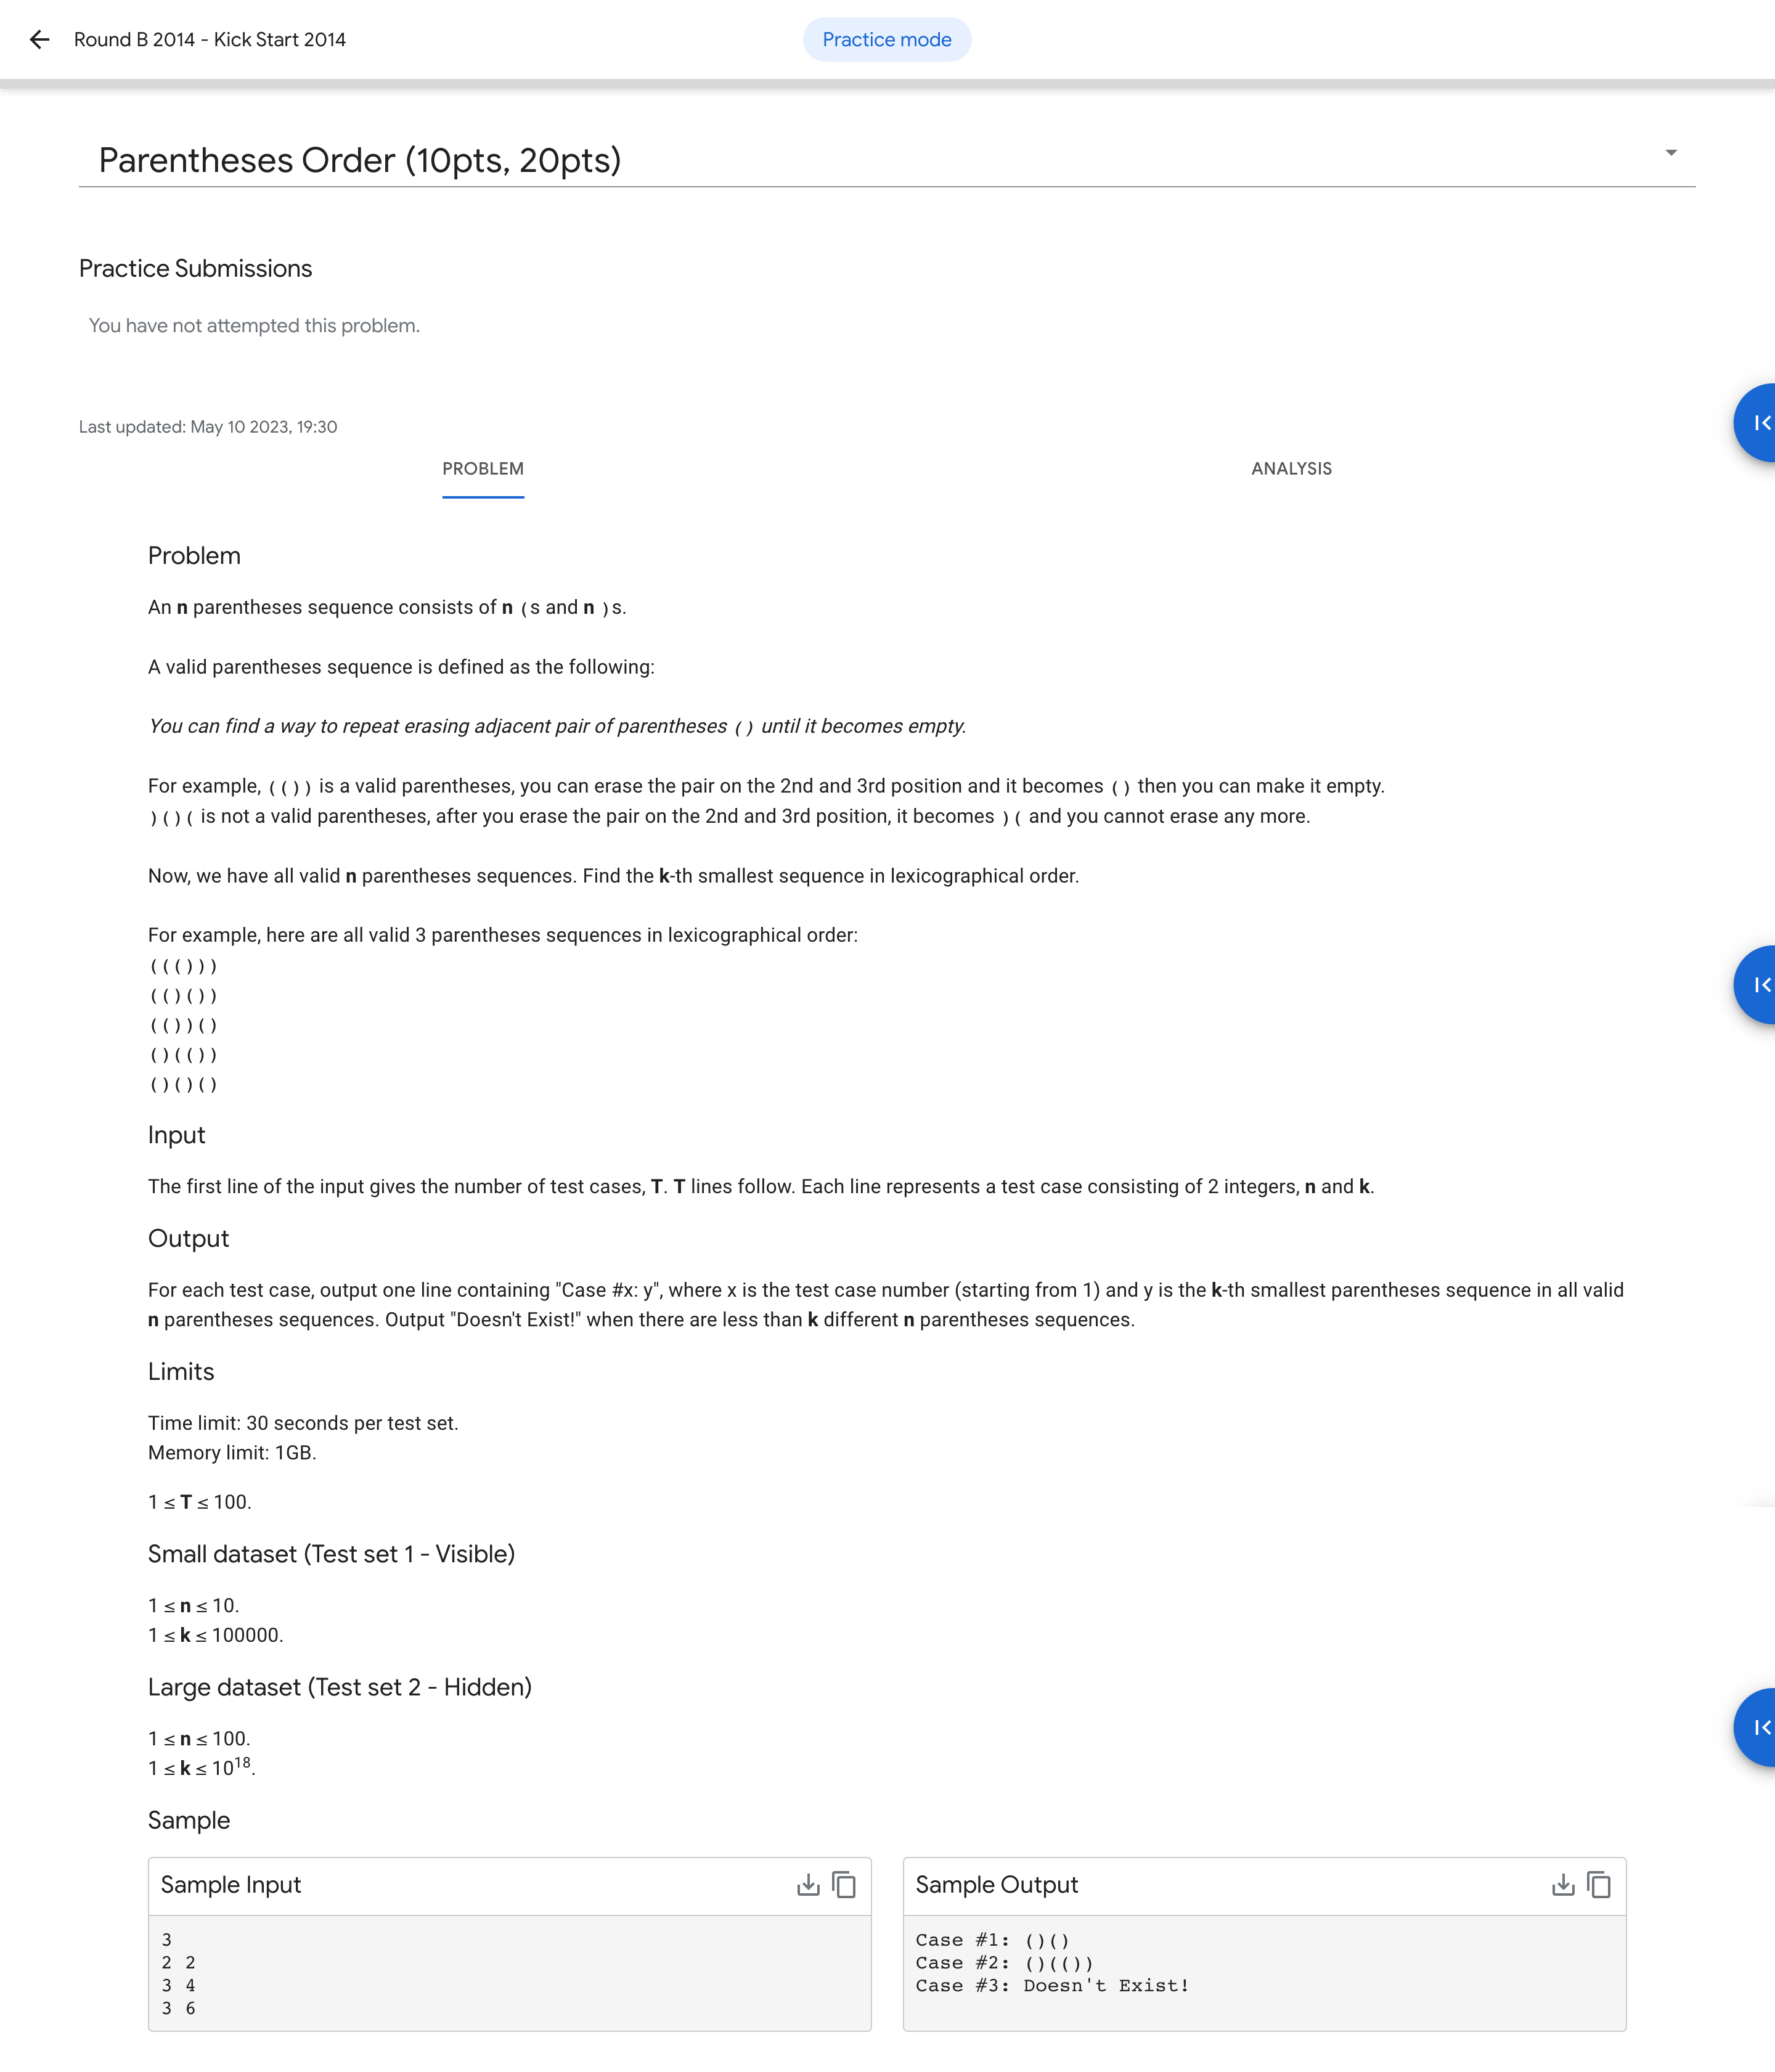 Round B 2014 - Kick Start 2014
Practice mode
Parentheses Order (10pts, 20pts)
Practice Submissions
You have not attempted this problem.
Last updated: May 10 2023, 19:30
PROBLEM
ANALYSIS
Problem
An n parentheses sequence consists of n (s and n )s.
A valid parentheses sequence is defined as the following:
You can find a way to repeat erasing adjacent pair of parentheses () until it becomes empty.
For example, (()) is a valid parentheses, you can erase the pair on the 2nd and 3rd position and it becomes () then you can make it empty.
)()( is not a valid parentheses, after you erase the pair on the 2nd and 3rd position, it becomes )( and you cannot erase any more.
Now, we have all valid n parentheses sequences. Find the k-th smallest sequence in lexicographical order.
For example, here are all valid 3 parentheses sequences in lexicographical order:
((()))
(()())
(())()
()(())
()()()
Input
The first line of the input gives the number of test cases, T. T lines follow. Each line represents a test case consisting of 2 integers, n and k.
Output
For each test case, output one line containing "Case #x: y", where x is the test case number (starting from 1) and y is the k-th smallest parentheses sequence in all valid
n parentheses sequences. Output "Doesn't Exist!" when there are less than k different n parentheses sequences.
Limits
Time limit: 30 seconds per test set.
Memory limit: 1GB.
1 ≤ T ≤ 100.
Small dataset (Test set 1 - Visible)
1 ≤ n ≤ 10.
1 ≤ k ≤ 100000.
Large dataset (Test set 2 - Hidden)
1 ≤ n ≤ 100.
1 ≤ k ≤ 10^18.
Sample
Sample Input
3
2 2
3 4
3 6
Sample Output
Case #1: ()()
Case #2: ()(())
Case #3: Doesn't Exist!